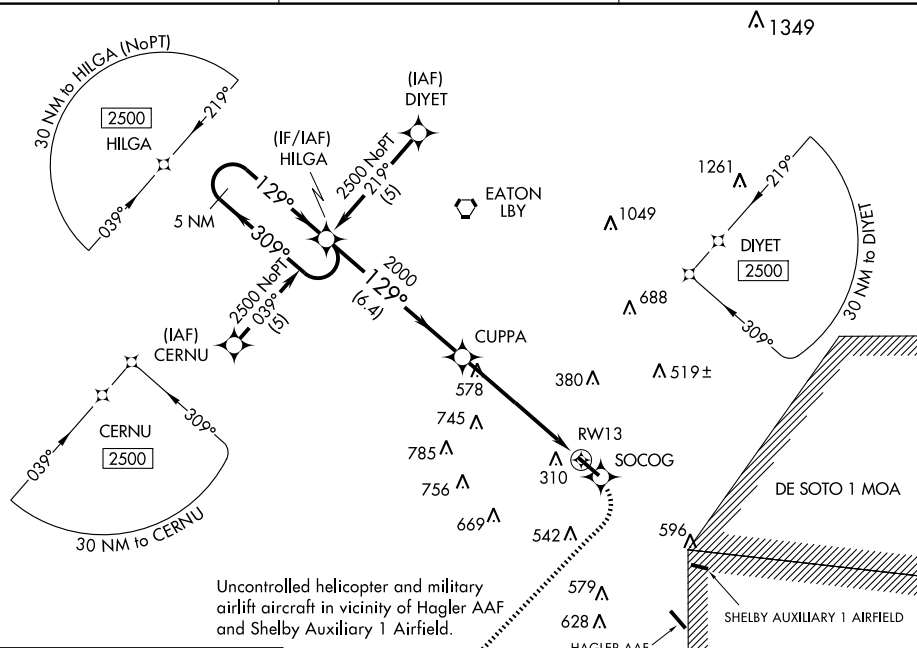 1349
30 NM to HILGA (NoPT)
219°
2500
HILGA
039°
(IAF)
DIYET
(IF/IAF)
HILGA
2500 NoPT
219°
(5)
129°
5 NM
309°
EATON
LBY
1261
1049
219°
DIYET
2500
30 NM to DIYET
309°
2500 NoPT
039°
(5)
2000
129°
(6.4)
688
(IAF)
CERNU
CUPPA
578
380
519±
309°
CERNU
2500
039°
30 NM to CERNU
745
785
756
669
RW13
310
SOCOG
DE SOTO 1 MOA
542
596
Uncontrolled helicopter and military
airlift aircraft in vicinity of Hagler AAF
and Shelby Auxiliary 1 Airfield.
579
628
SHELBY AUXILIARY 1 AIRFIELD
HAGLER AAF